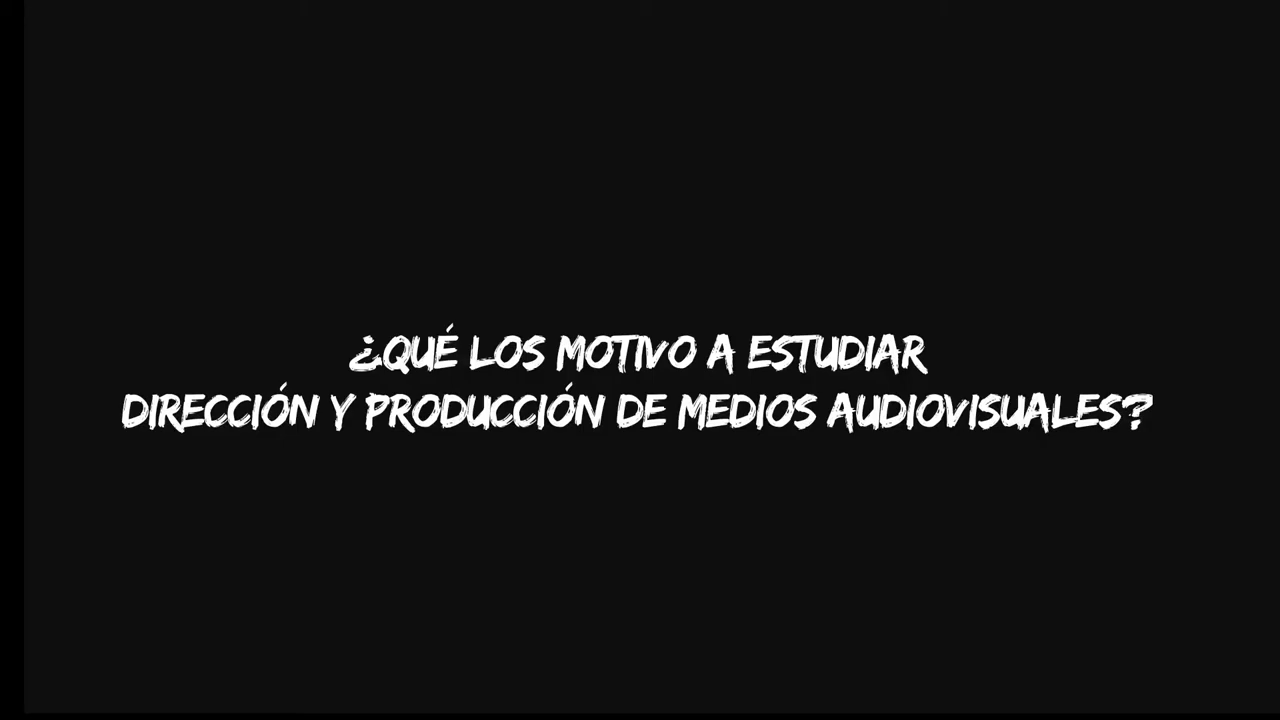 ¿QUÉ LOS MOTIVO A ESTUDIAR
DIRECCIÓN Y PRODUCCIÓN DE MEDIOS AUDIOVISUALES?